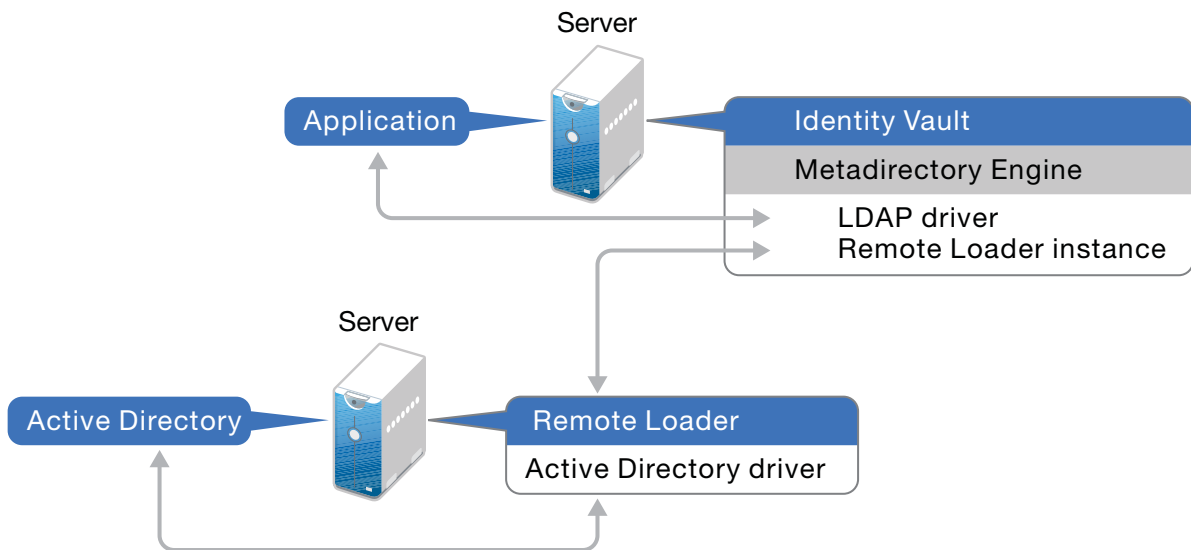 Server
Application
Identity Vault
Metadirectory Engine
LDAP driver
Remote Loader instance
Server
Active Directory
Remote Loader
Active Directory driver